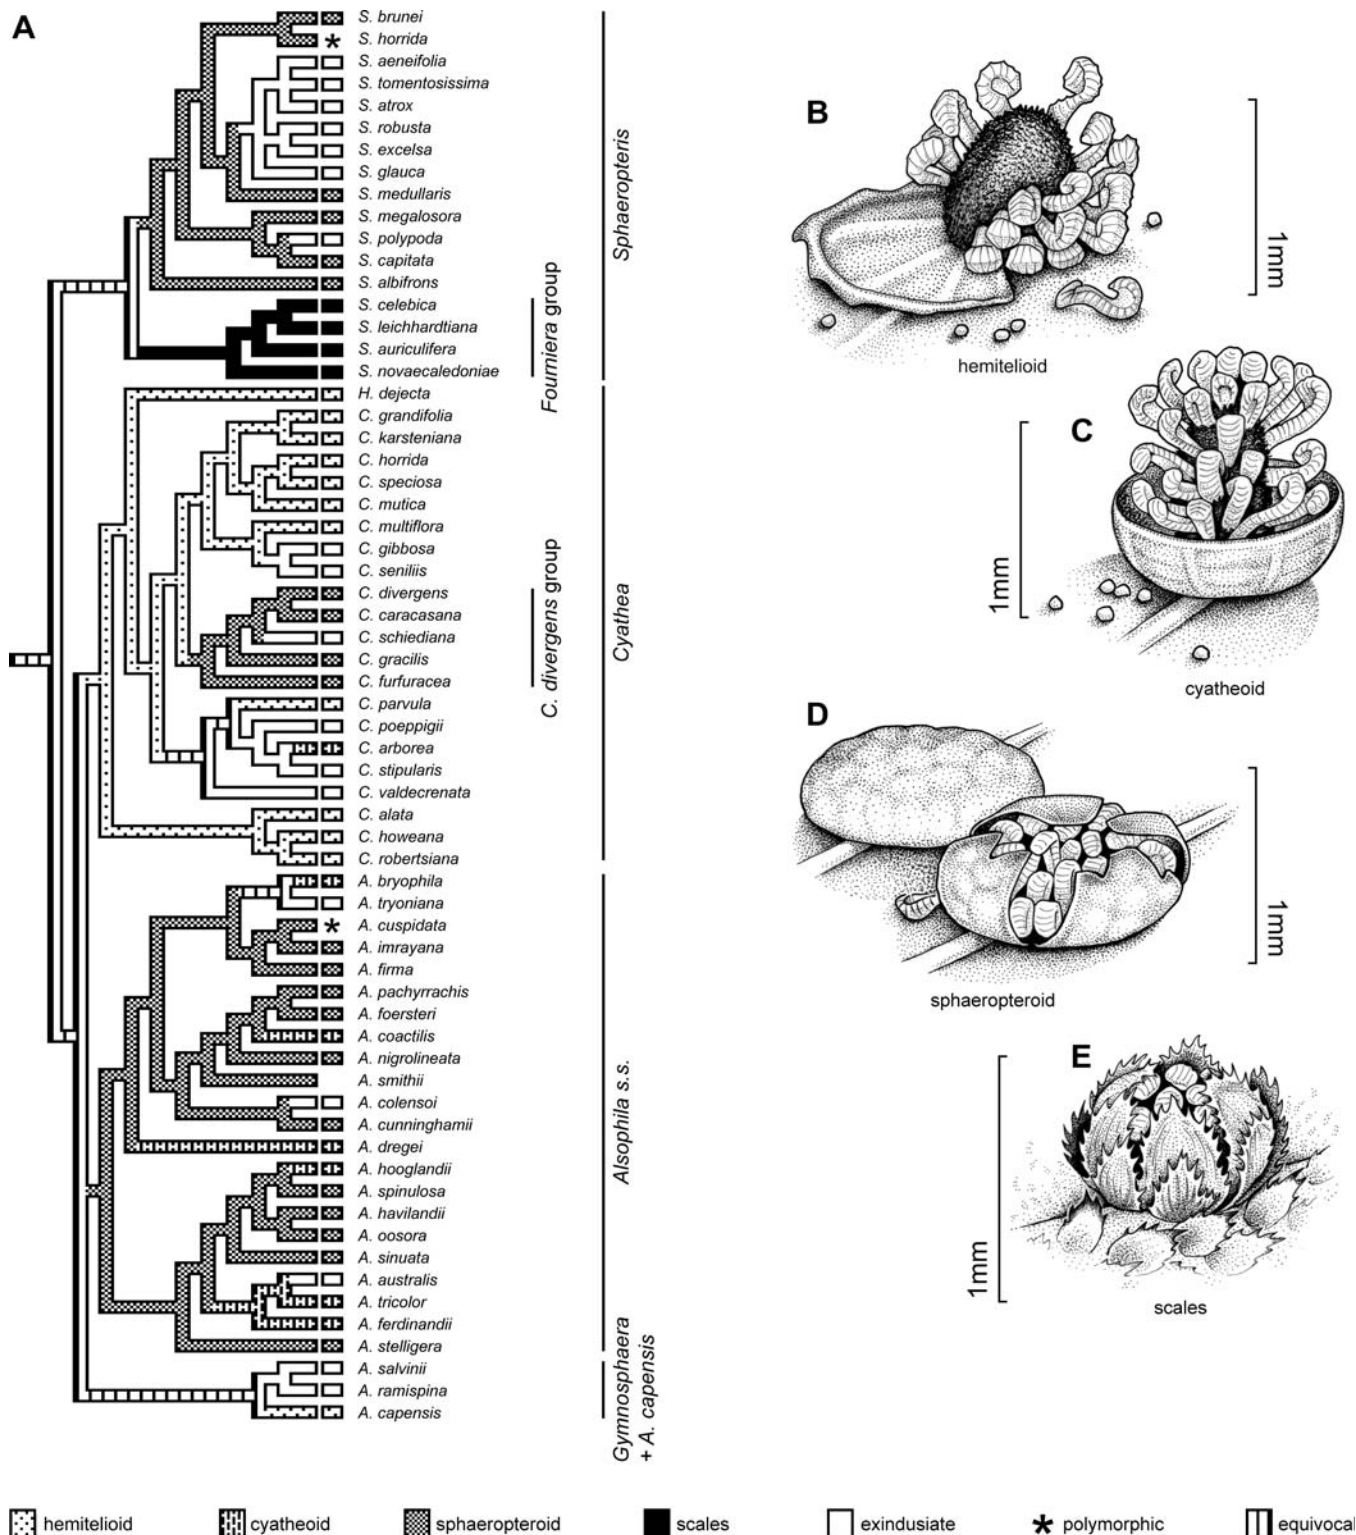 A
S. brunei
S. horrida
*
S. aeneifolia
S. tomentosissima
S. atrox
S. robusta
S. excelsa
S. glauca
S. medullaris
S. megalosora
S. polypoda
S. capitata
S. albifrons
S. celebica
S. leichhardtiana
S. auriculifera
S. novaecaledoniae
H. dejecta
C. grandifolia
C. karsteniana
C. horrida
C. speciosa
C. mutica
C. multiflora
C. gibbosa
C. seniliis
C. divergens
C. caracasana
C. schiediana
C. gracilis
C. furfuracea
C. parvula
C. poeppigii
C. arborea
C. stipularis
C. valdecrenata
C. alata
C. howeana
C. robertsiana
A. bryophila
A. tryoniana
A. cuspidata
*
A. imrayana
A. firma
A. pachyrrachis
A. foersteri
A. coactilis
A. nigrolineata
A. smithii
A. colensoi
A. cunninghamii
A. dregei
A. hooglandii
A. spinulosa
A. havilandii
A. oosora
A. sinuata
A. australis
A. tricolor
A. ferdinandii
A. stelligera
A. salvinii
A. ramispina
A. capensis
Fourniera group
C. divergens group
Sphaeropteris
Cyathea
Alsophila s.s.
Gymnosphaera
+ A. capensis
B
1mm
hemitelioid
C
1mm
cyatheoid
D
1mm
sphaeropteroid
E
1mm
scales
hemitelioid
cyatheoid
sphaeropteroid
scales
exindusiate
* polymorphic
equivocal